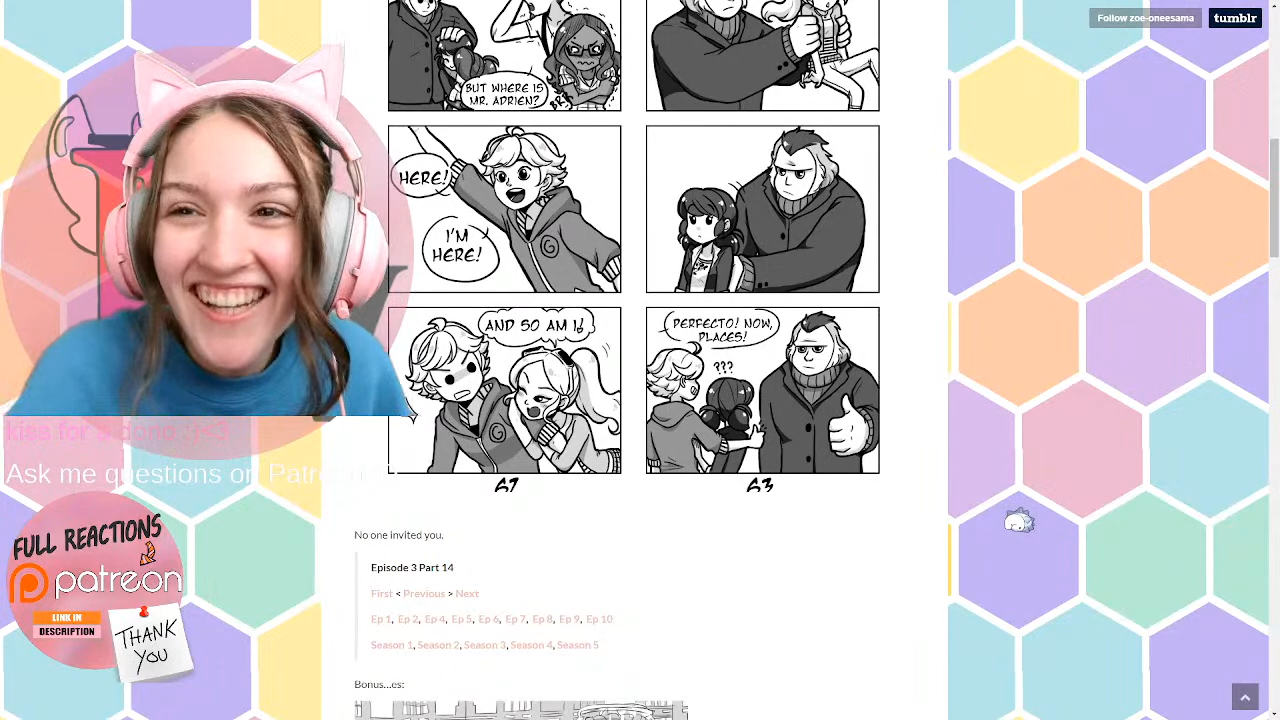 Follow zoe-oneesama
tumblr
BUT WHERE IS
MR. ADRIEN?
HERE!
I'M
HERE!
AND SO AM I!
PERFECTO! NOW,
PLACES!
???
63
Ask me questions on
FULL REACTIONS
patreon
LINK IN
DESCRIPTION
THANK
YOU
No one invited you.
Episode 3 Part 14
First < Previous > Next
Ep 1, Ep 2, Ep 4, Ep 5, Ep 6, Ep 7, Ep 8, Ep 9, Ep 10
Season 1, Season 2, Season 3, Season 4, Season 5
Bonus...es: